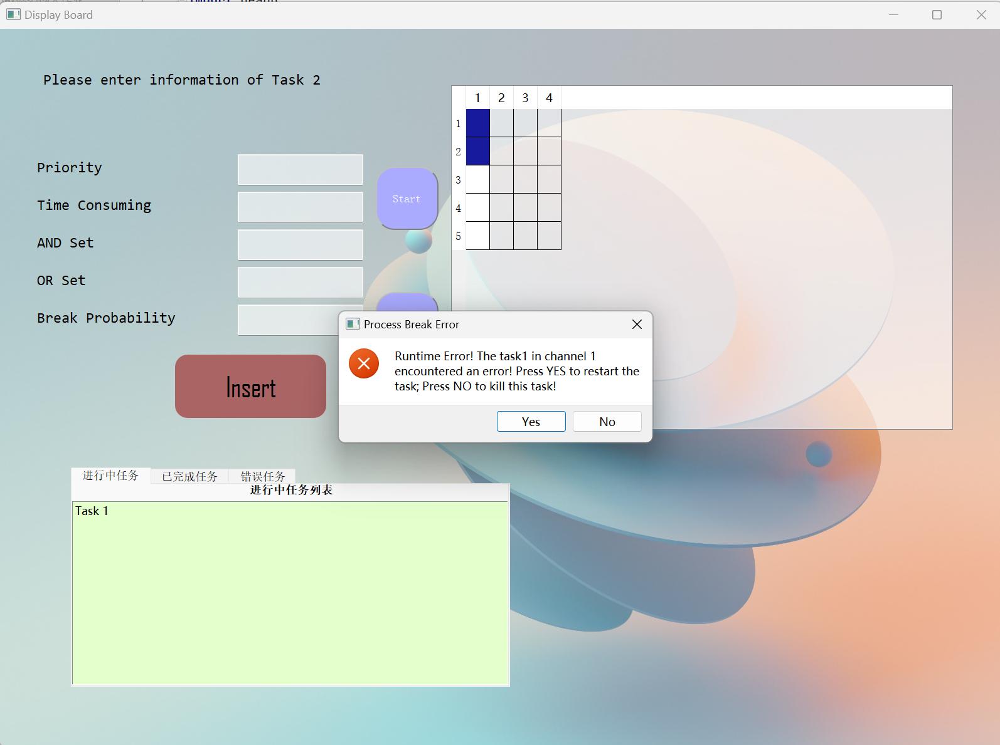 Display Board
Please enter information of Task 2
1 2 3 4
1
2
3
4
5
Priority
Time Consuming
AND Set
OR Set
Break Probability
Start
Insert
Process Break Error
Runtime Error! The task1 in channel 1
encountered an error! Press YES to restart the
task; Press NO to kill this task!
Yes No
进行中任务 已完成任务 错误任务
进行中任务列表
Task 1